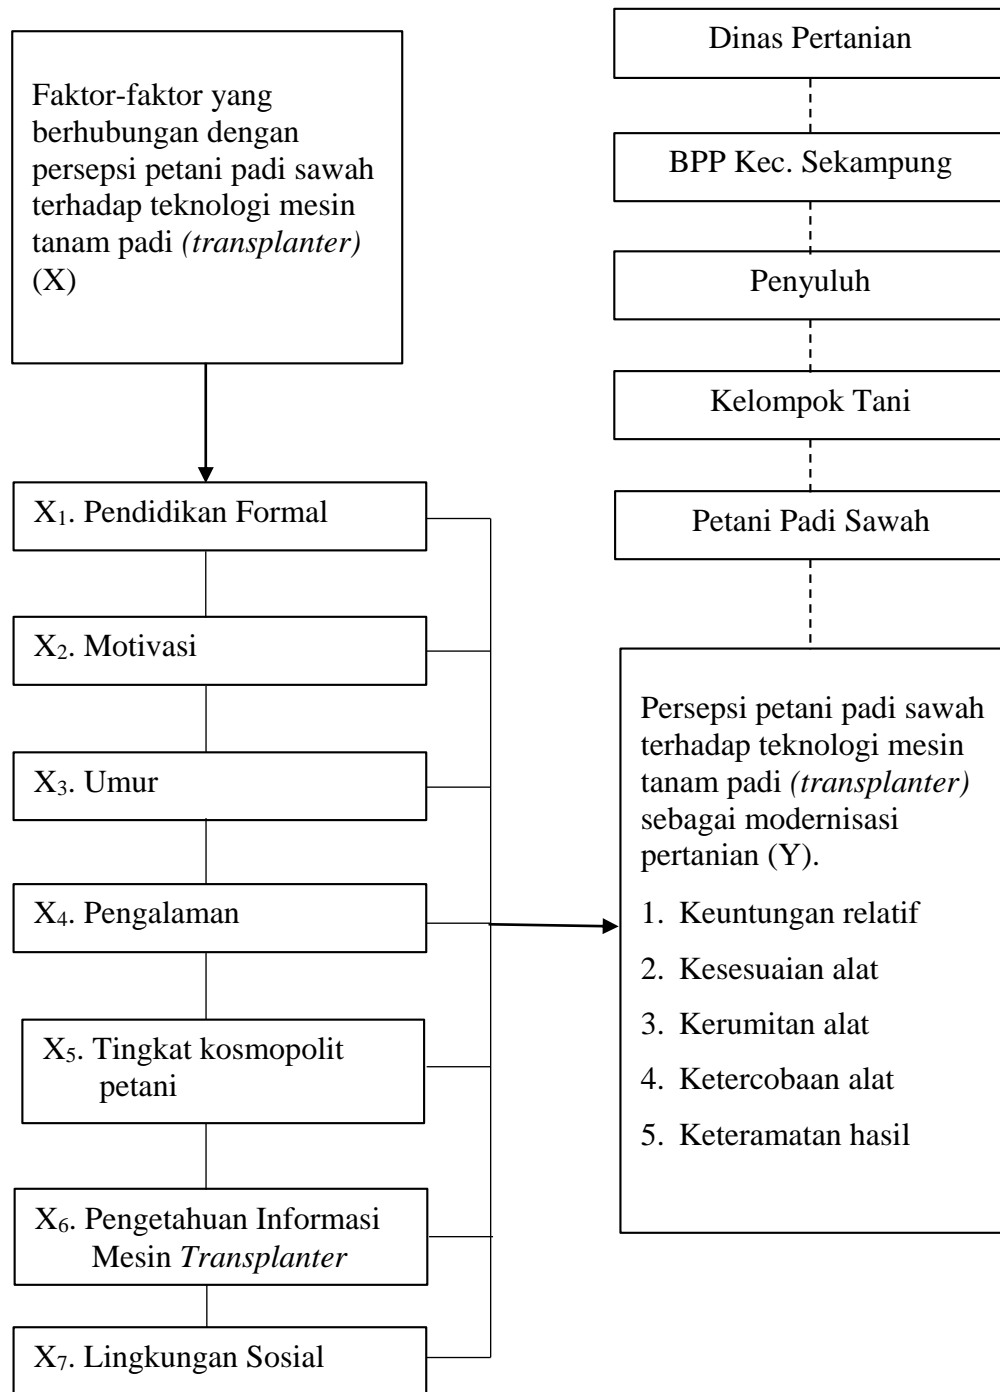 Faktor-faktor yang
berhubungan dengan
persepsi petani padi sawah
terhadap teknologi mesin
tanam padi (transplanter)
(X)
X₁. Pendidikan Formal
X₂. Motivasi
X₃. Umur
X₄. Pengalaman
X₅. Tingkat kosmopolit
petani
X₆. Pengetahuan Informasi
Mesin Transplanter
X₇. Lingkungan Sosial
Dinas Pertanian
BPP Kec. Sekampung
Penyuluh
Kelompok Tani
Petani Padi Sawah
Persepsi petani padi sawah
terhadap teknologi mesin
tanam padi (transplanter)
sebagai modernisasi
pertanian (Y).
1. Keuntungan relatif
2. Kesesuaian alat
3. Kerumitan alat
4. Ketercobaan alat
5. Keteramatan hasil